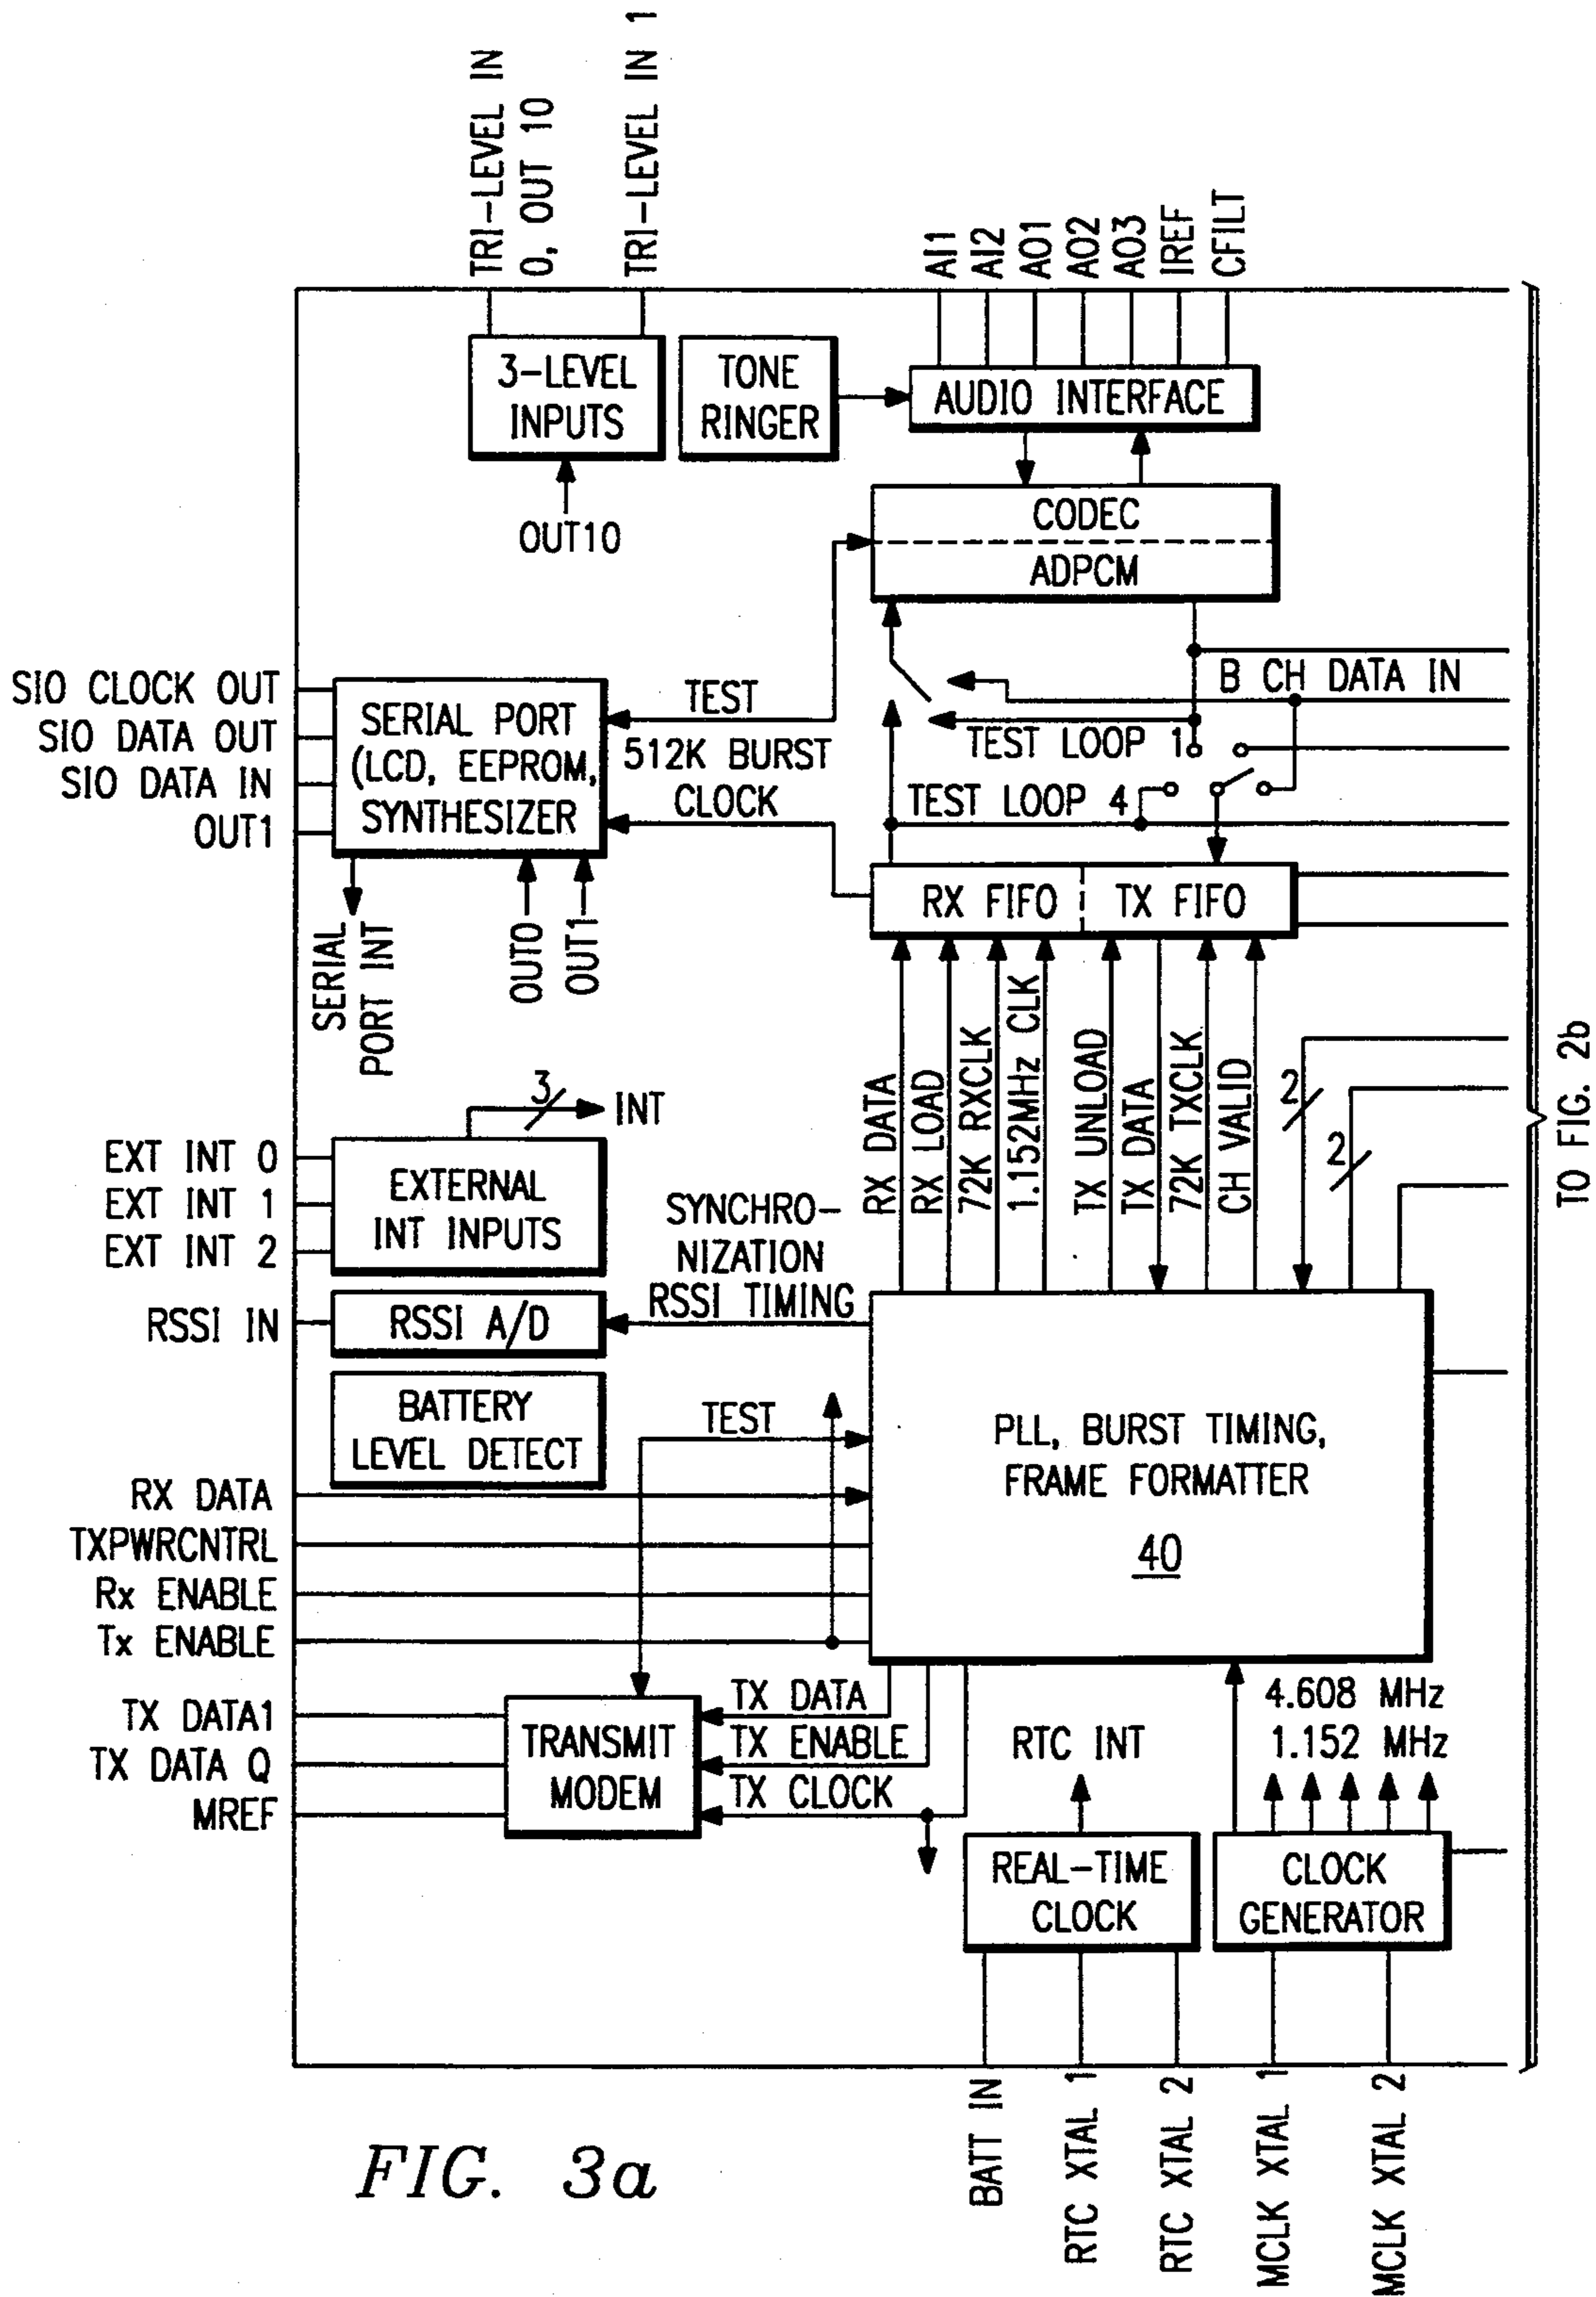 TRI-LEVEL IN
0, OUT 10
TRI-LEVEL IN 1
AI1
AI2
AO1
AO2
AO3
IREF
CFILT
3-LEVEL
INPUTS
TONE
RINGER
AUDIO INTERFACE
OUT10
CODEC
ADPCM
SIO CLOCK OUT
SIO DATA OUT
SIO DATA IN
OUT1
SERIAL PORT
(LCD, EEPROM,
SYNTHESIZER
TEST
512K BURST
CLOCK
B CH DATA IN
TEST LOOP 1
TEST LOOP 4
RX FIFO
TX FIFO
SERIAL
PORT INT
OUT0
OUT1
RX DATA
RX LOAD
72K RXCLK
1.152MHz CLK
TX UNLOAD
TX DATA
72K TXCLK
CH VALID
2
2
TO FIG. 2b
3
INT
EXT INT 0
EXT INT 1
EXT INT 2
EXTERNAL
INT INPUTS
SYNCHRO-
NIZATION
RSSI TIMING
RSSI IN
RSSI A/D
BATTERY
LEVEL DETECT
TEST
PLL, BURST TIMING,
FRAME FORMATTER
40
RX DATA
TXPWRCNTRL
Rx ENABLE
Tx ENABLE
TX DATA1
TX DATA Q
MREF
TRANSMIT
MODEM
TX DATA
TX ENABLE
TX CLOCK
RTC INT
4.608 MHz
1.152 MHz
REAL-TIME
CLOCK
CLOCK
GENERATOR
BATT IN
RTC XTAL 1
RTC XTAL 2
MCLK XTAL 1
MCLK XTAL 2
FIG. 3a